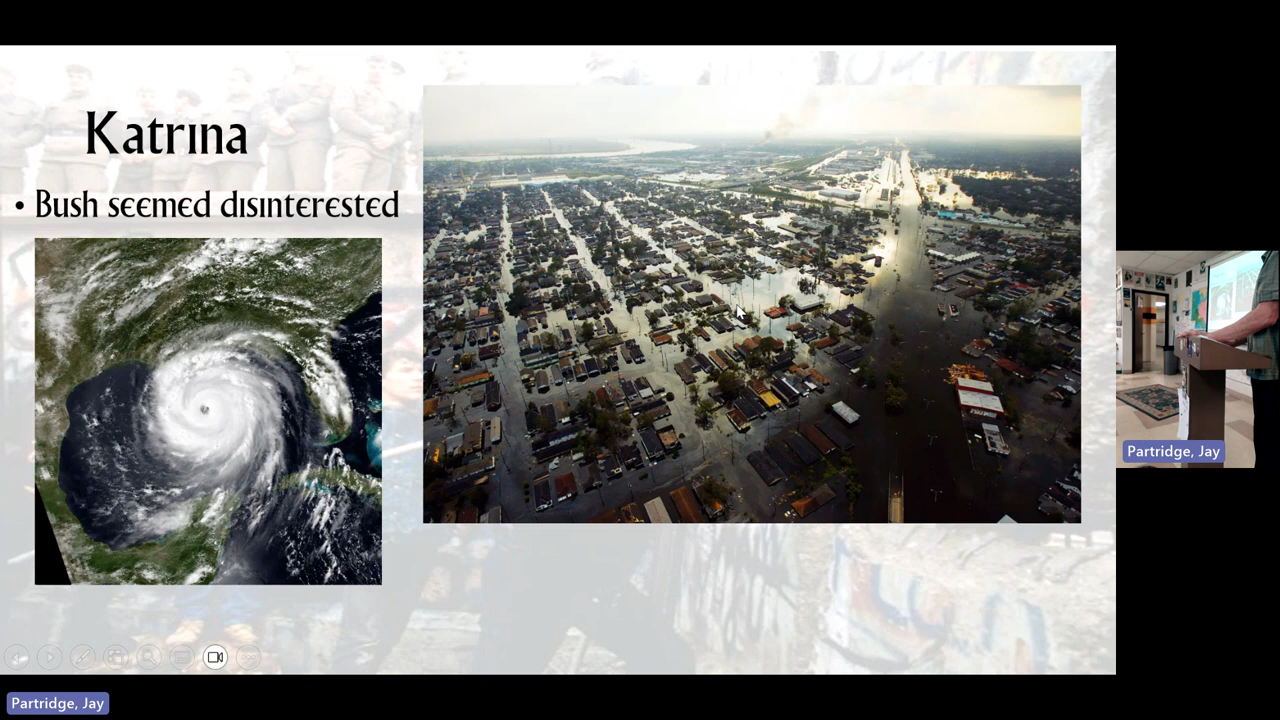 Katrina
• Bush seemed disinterested
Partridge, Jay
Partridge, Jay